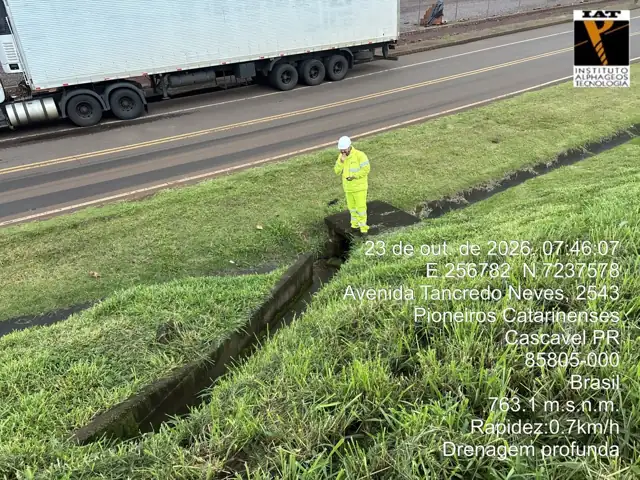 IAT
INSTITUTO
ALPHAGEOS
TECNOLOGIA
23 de out. de 2026, 07:46:07
E 256782 N 7237578
Avenida Tancredo Neves, 2543
Pioneiros Catarinenses
Cascavel PR
85805-000
Brasil
763.1 m.s.n.m.
Rapidez:0.7km/h
Drenagem profunda